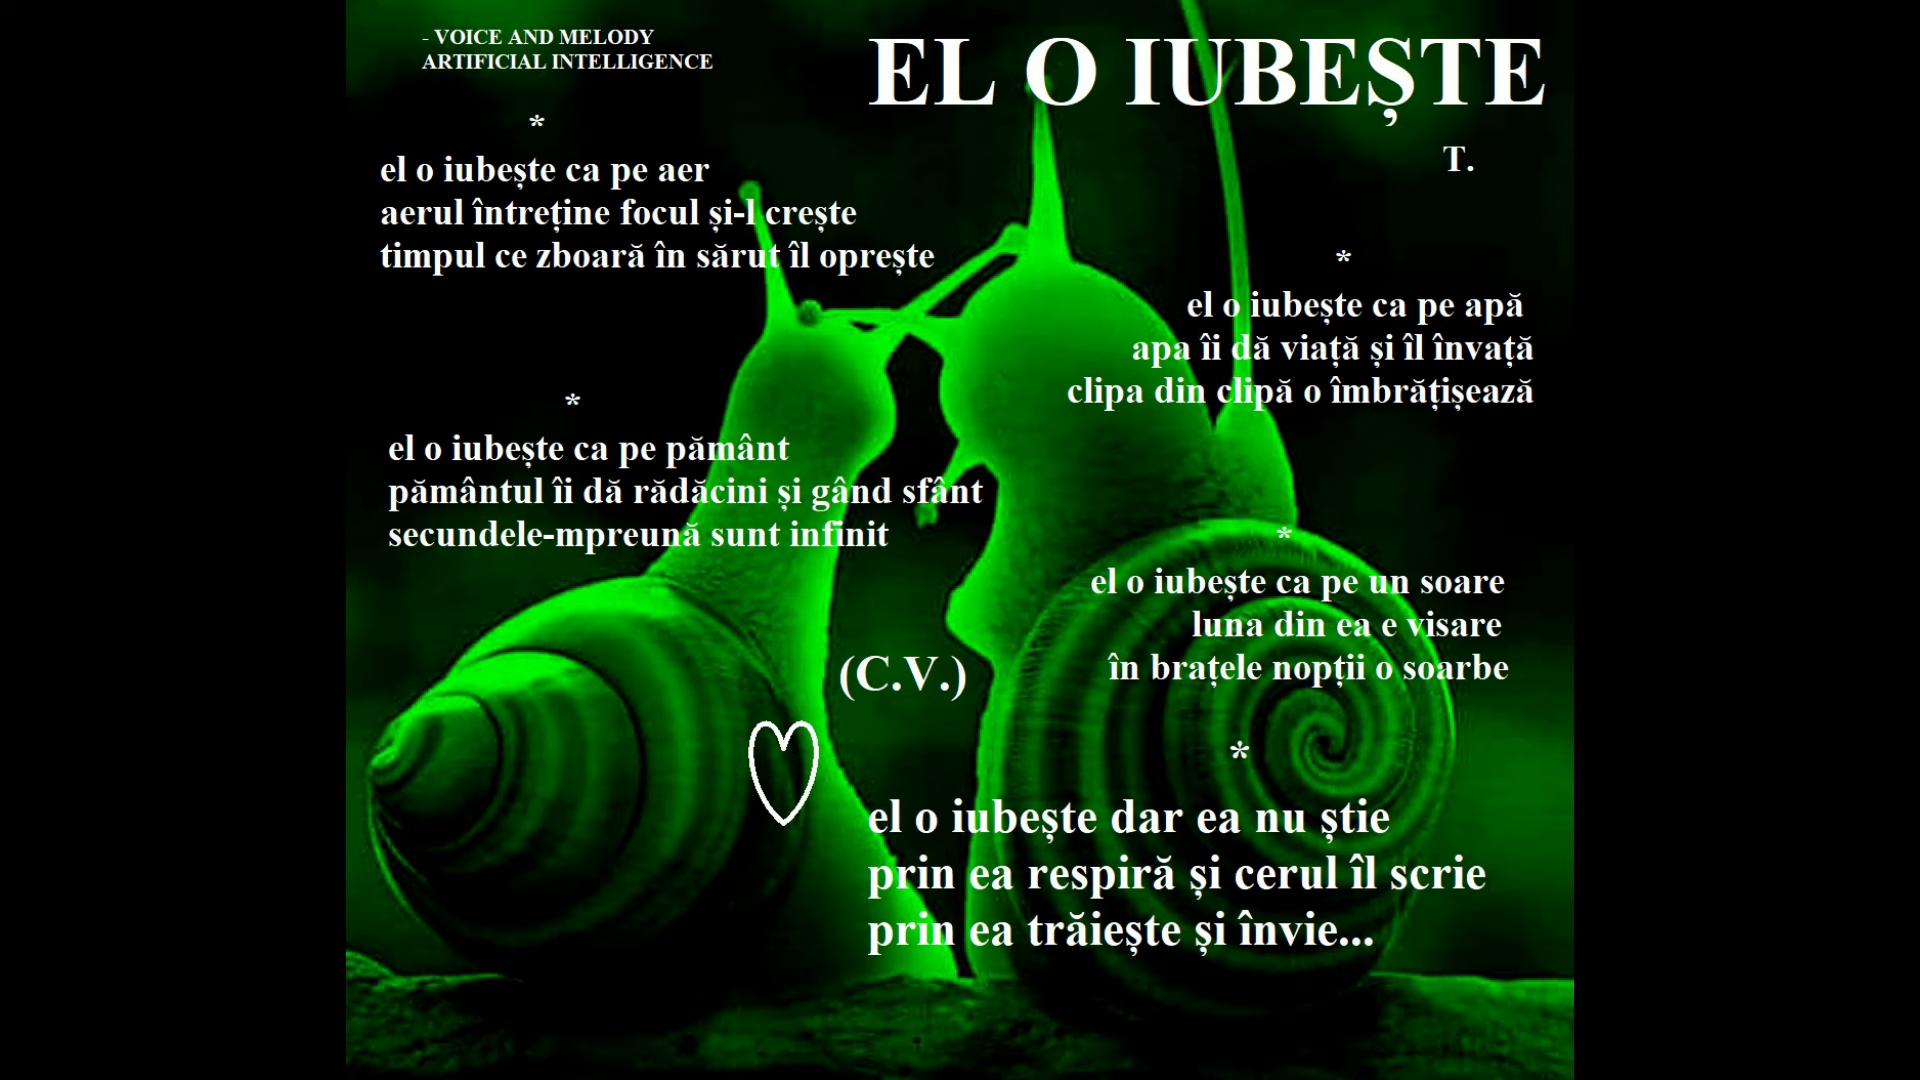 - VOICE AND MELODY
ARTIFICIAL INTELLIGENCE
EL O IUBEȘTE
T.
*
el o iubește ca pe aer
aerul întreține focul și-l crește
timpul ce zboară în sărut îl oprește
*
el o iubește ca pe apă
apa îi dă viață și îl învață
clipa din clipă o îmbrățișează
*
el o iubește ca pe pământ
pământul îi dă rădăcini și gând sfânt
secundele-mpreună sunt infinit
*
el o iubește ca pe un soare
luna din ea e visare
în brațele nopții o soarbe
(C.V.)
*
el o iubește dar ea nu știe
prin ea respiră și cerul îl scrie
prin ea trăiește și învie...